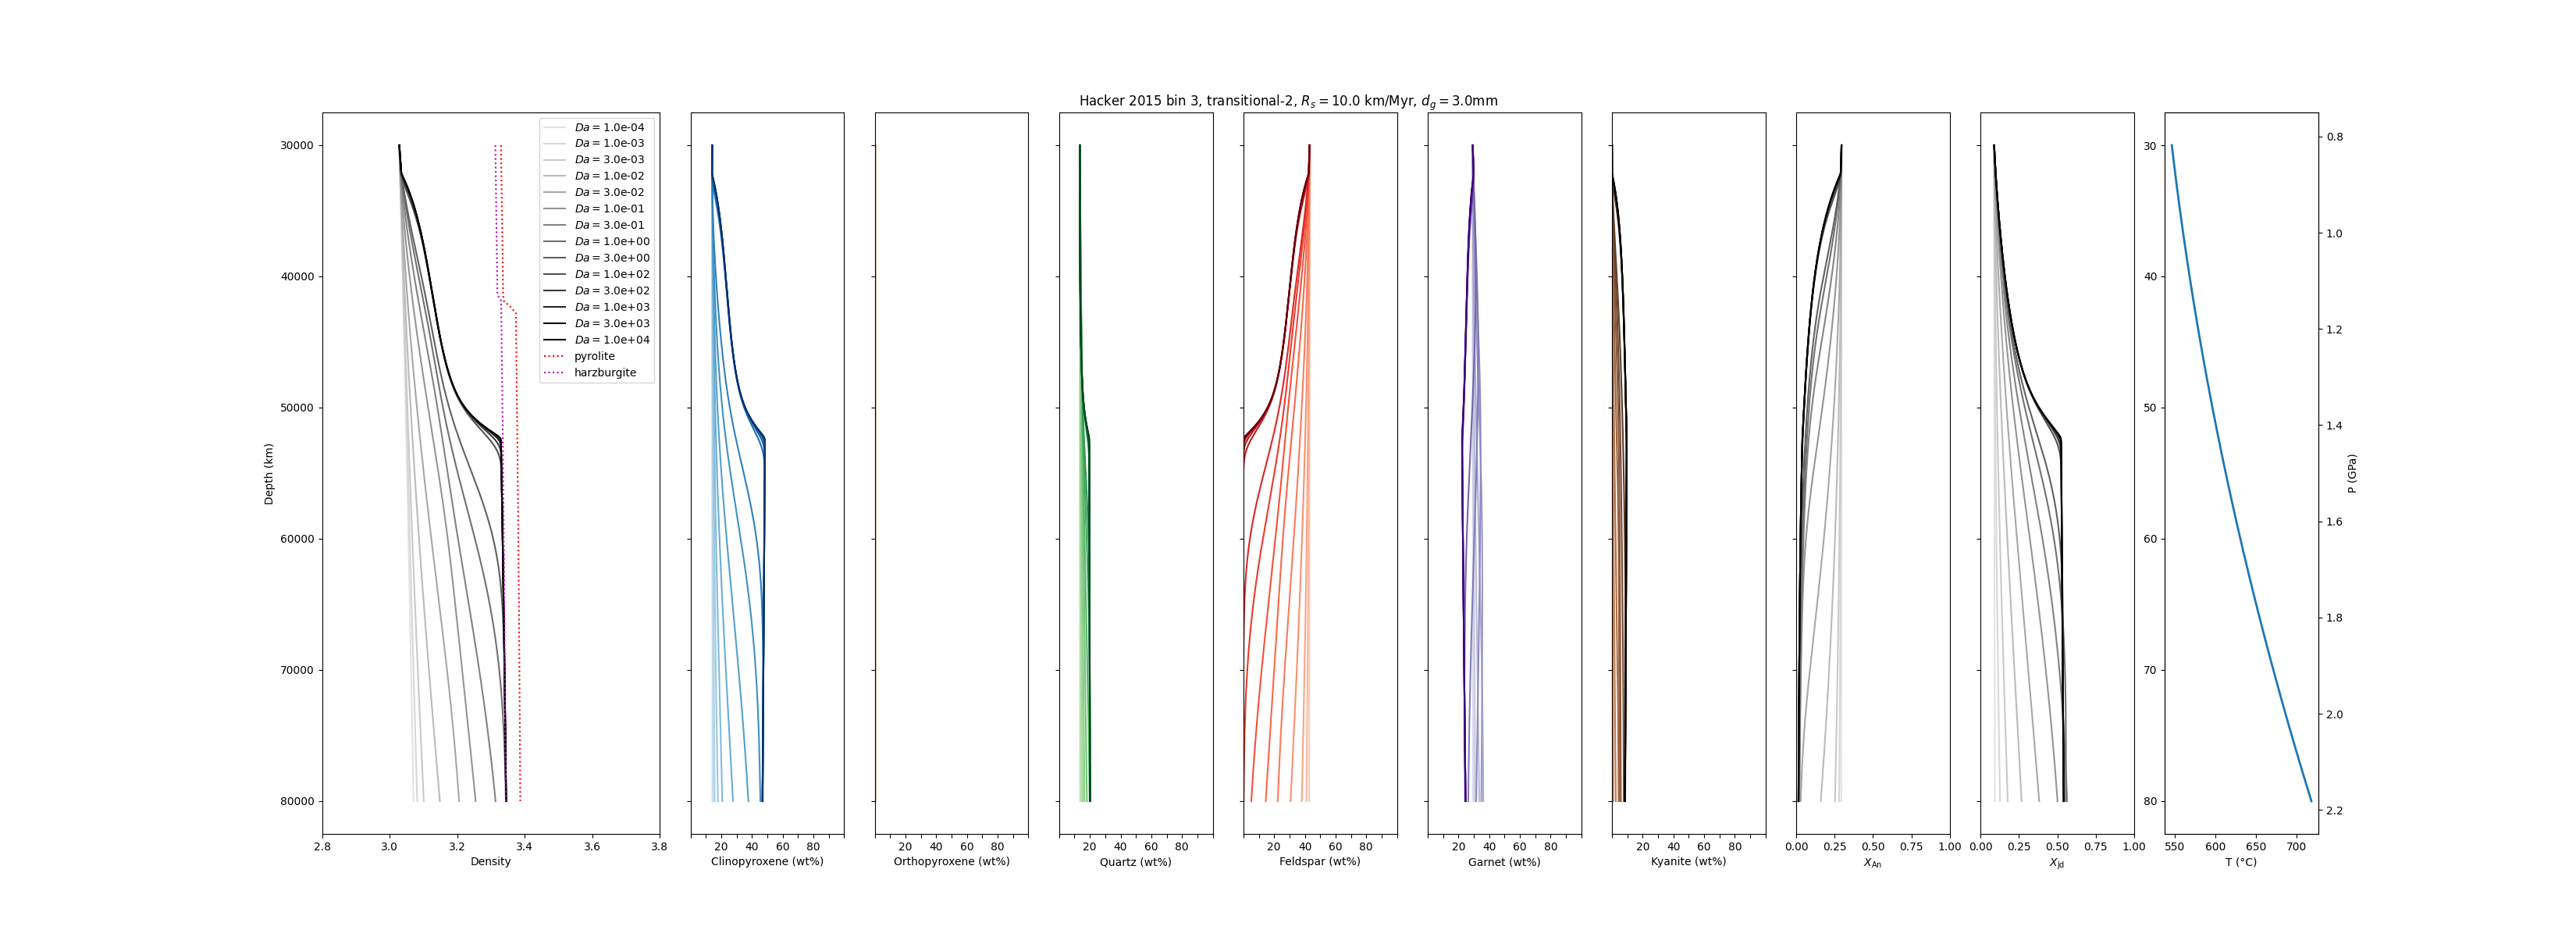 Hacker 2015 bin 3, transitional-2, $R_s = 10.0$ km/Myr, $d_g = 3.0$mm
Da = 1.0e-04
Da = 1.0e-03
Da = 3.0e-03
Da = 1.0e-02
Da = 3.0e-02
Da = 1.0e-01
Da = 3.0e-01
Da = 1.0e+00
Da = 3.0e+00
Da = 1.0e+02
Da = 3.0e+02
Da = 1.0e+03
Da = 3.0e+03
Da = 1.0e+04
pyrolite
harzburgite
Depth (km)
30000
40000
50000
60000
70000
80000
2.8 3.0 3.2 3.4 3.6 3.8
Density
20 40 60 80
Clinopyroxene (wt%)
20 40 60 80
Orthopyroxene (wt%)
20 40 60 80
Quartz (wt%)
20 40 60 80
Feldspar (wt%)
20 40 60 80
Garnet (wt%)
20 40 60 80
Kyanite (wt%)
0.00 0.25 0.50 0.75 1.00
$X_{An}$
0.00 0.25 0.50 0.75 1.00
$X_{Jd}$
30
40
50
60
70
80
550 600 650 700
T (°C)
0.8
1.0
1.2
1.4
1.6
1.8
2.0
2.2
P (GPa)